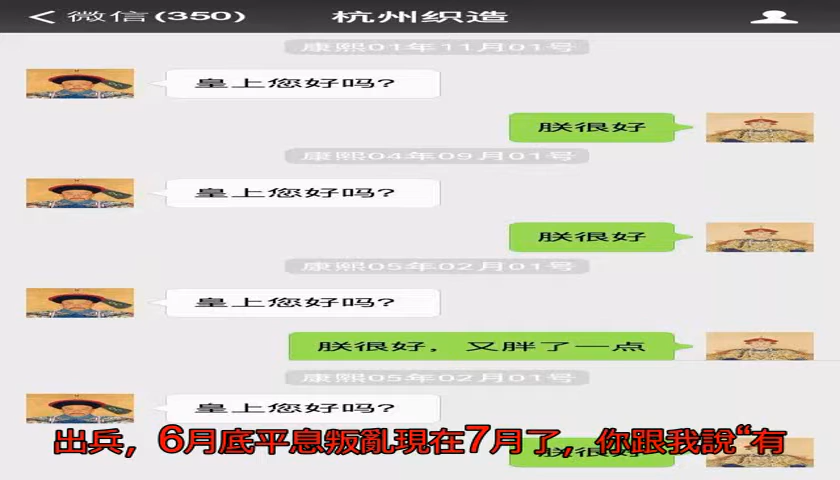 微信(350)
杭州织造
康熙01年11月01号
皇上您好吗？
朕很好
康熙04年09月01号
皇上您好吗？
朕很好
康熙05年02月01号
皇上您好吗？
朕很好，又胖了一点
康熙05年02月01号
皇上您好吗？
朕很好
出兵，6月底平息叛亂現在7月了，你跟我說“有